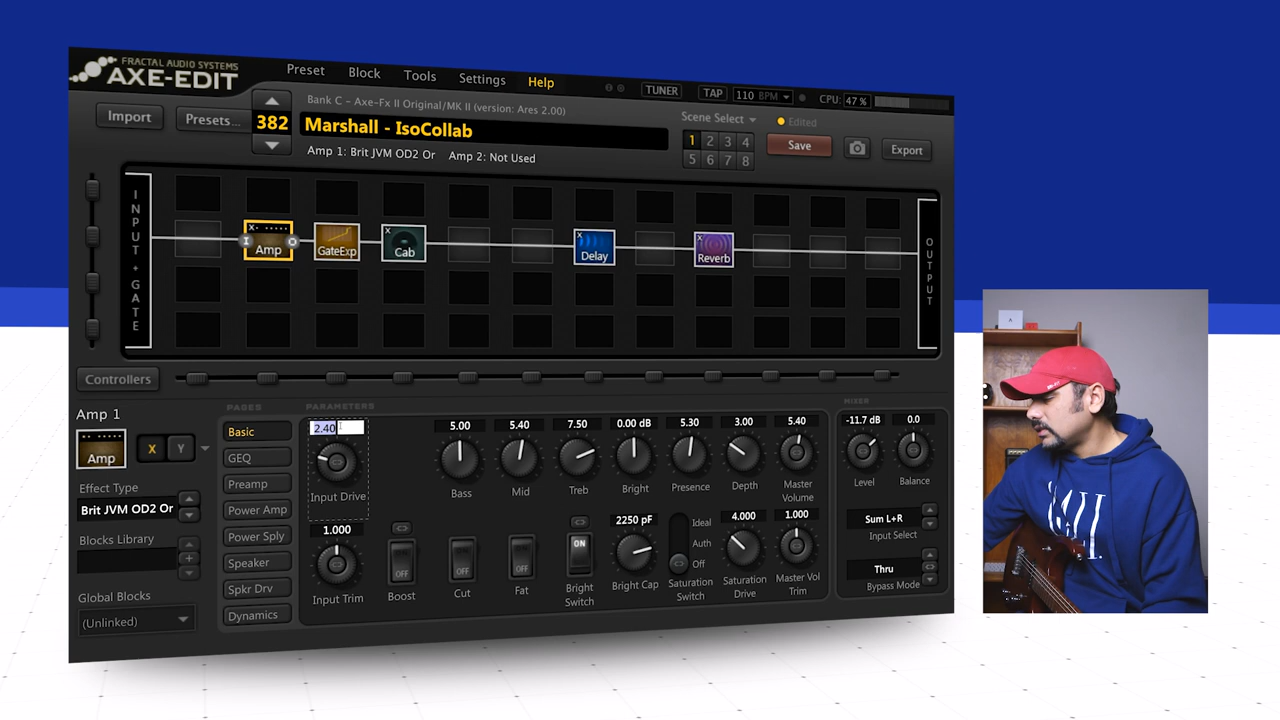 FRACTAL AUDIO SYSTEMS
AXE-EDIT
Preset Block Tools Settings Help
TUNER TAP 110 BPM CPU: 47 %
Import Presets... 382
Bank C - Axe-Fx II Original/MK II (version: Ares 2.00)
Marshall - IsoCollab
Amp 1: Brit JVM OD2 Or Amp 2: Not Used
Scene Select
1 2 3 4
5 6 7 8
Edited
Save
Export
INPUT + GATE
X
Amp
I
O
GateExp
X
Cab
X
Delay
X
Reverb
OUTPUT
Controllers
Amp 1
Amp
X Y
Effect Type
Brit JVM OD2 Or
Blocks Library
Global Blocks
(Unlinked)
PAGES
Basic
GEQ
Preamp
Power Amp
Power Sply
Speaker
Spkr Drv
Dynamics
PARAMETERS
2.40 5.00 5.40 7.50 0.00 dB 5.30 3.00 5.40
Input Drive Bass Mid Treb Bright Presence Depth Master Volume
1.000
Input Trim
OFF
Boost
OFF
Cut
OFF
Fat
ON
Bright Switch
2250 pF
Bright Cap
Ideal
Auth
Off
Saturation Switch
4.000
Saturation Drive
1.000
Master Vol Trim
MIXER
-11.7 dB 0.0
Level Balance
Sum L+R
Input Select
Thru
Bypass Mode